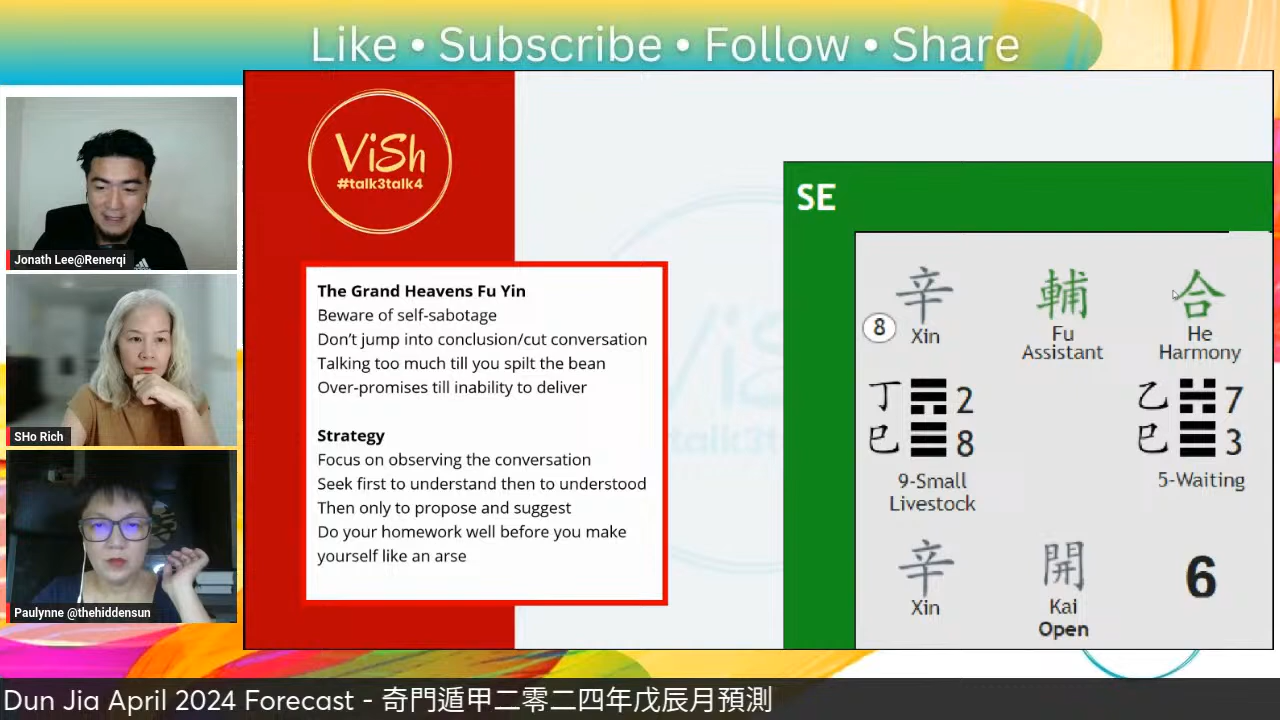 Like • Subscribe • Follow • Share
Jonath Lee@Renerqi
SHo Rich
Paulynne @thehiddensun
ViSh
#talk3talk4
The Grand Heavens Fu Yin
Beware of self-sabotage
Don't jump into conclusion/cut conversation
Talking too much till you spilt the bean
Over-promises till inability to deliver
Strategy
Focus on observing the conversation
Seek first to understand then to understood
Then only to propose and suggest
Do your homework well before you make
yourself like an arse
SE
辛 輔 合
8 Xin Fu He
Assistant Harmony
丁 2 乙 7
巳 8 巳 3
9-Small 5-Waiting
Livestock
辛 開 6
Xin Kai
Open
Dun Jia April 2024 Forecast - 奇門遁甲二零二四年戊辰月預測